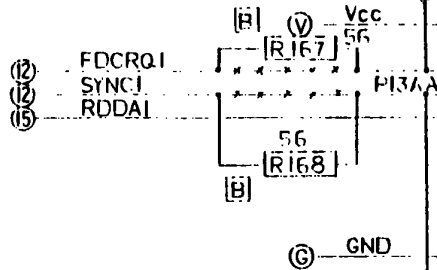 B V Vcc
R167 56
12 FDCRQ1
12 SYNC1 P13AA
15 RDDA1
56
R168
B
G GND